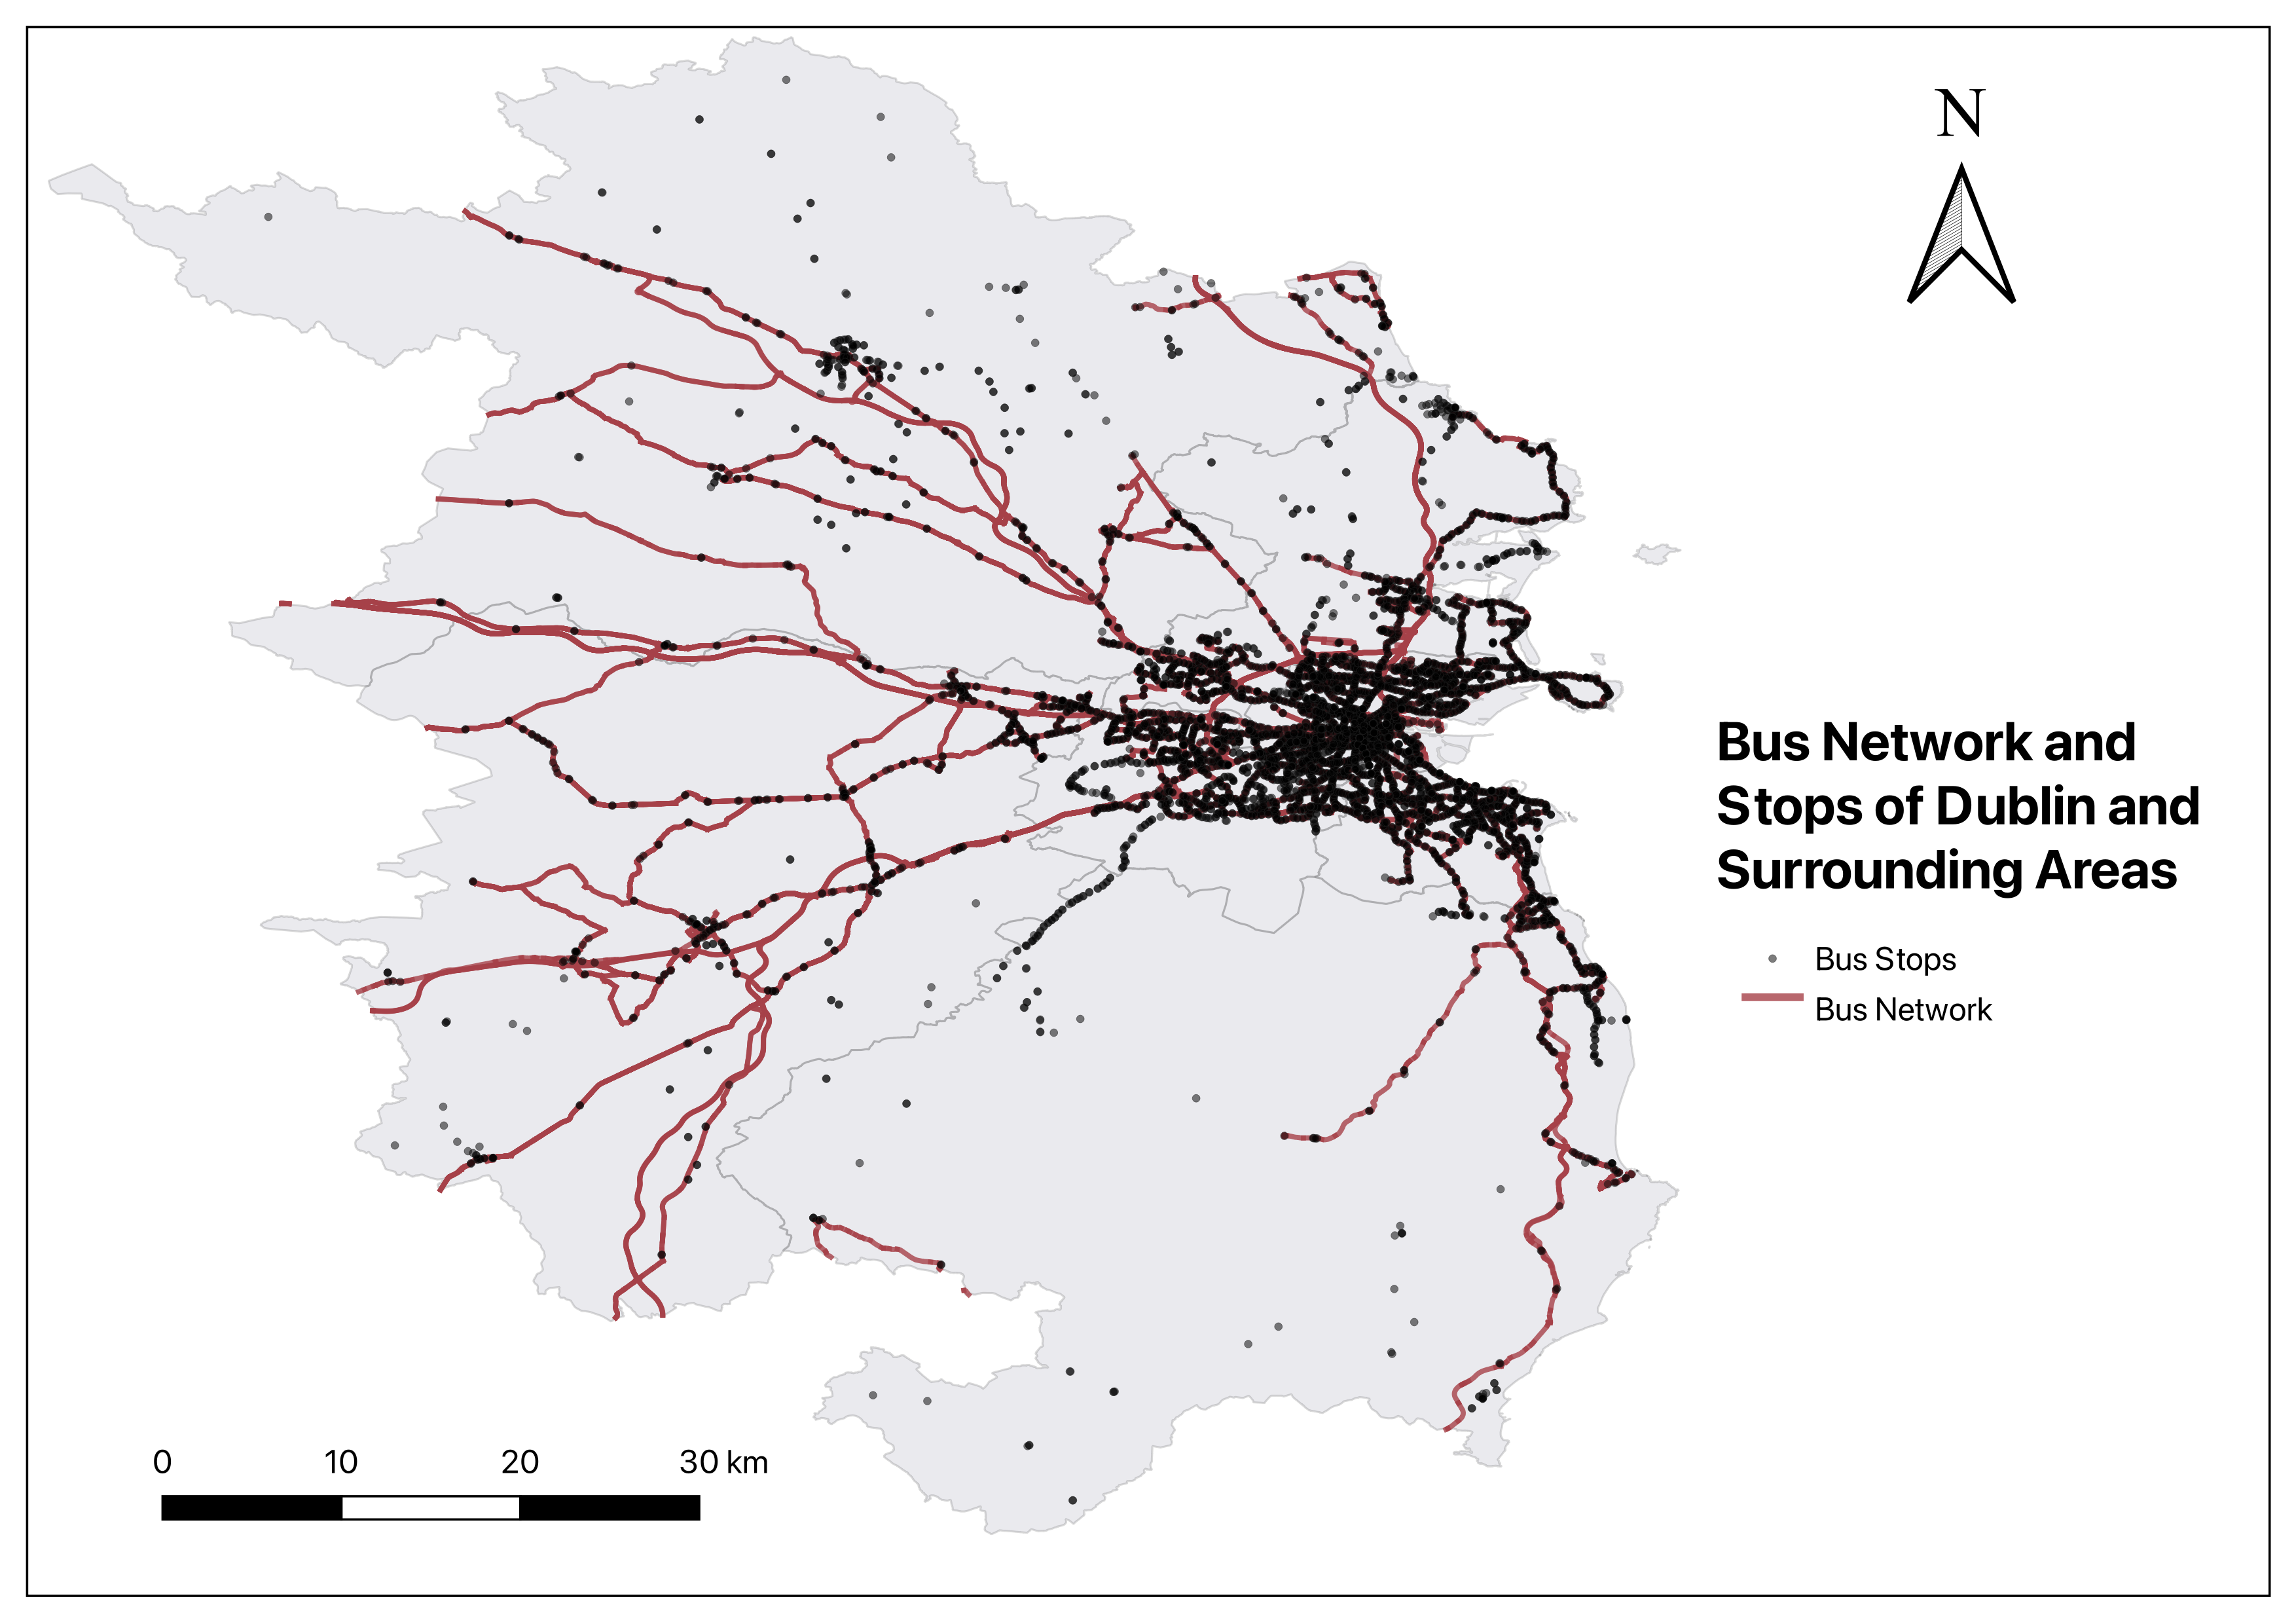 N
Bus Network and
Stops of Dublin and
Surrounding Areas
Bus Stops
Bus Network
0 10 20 30 km